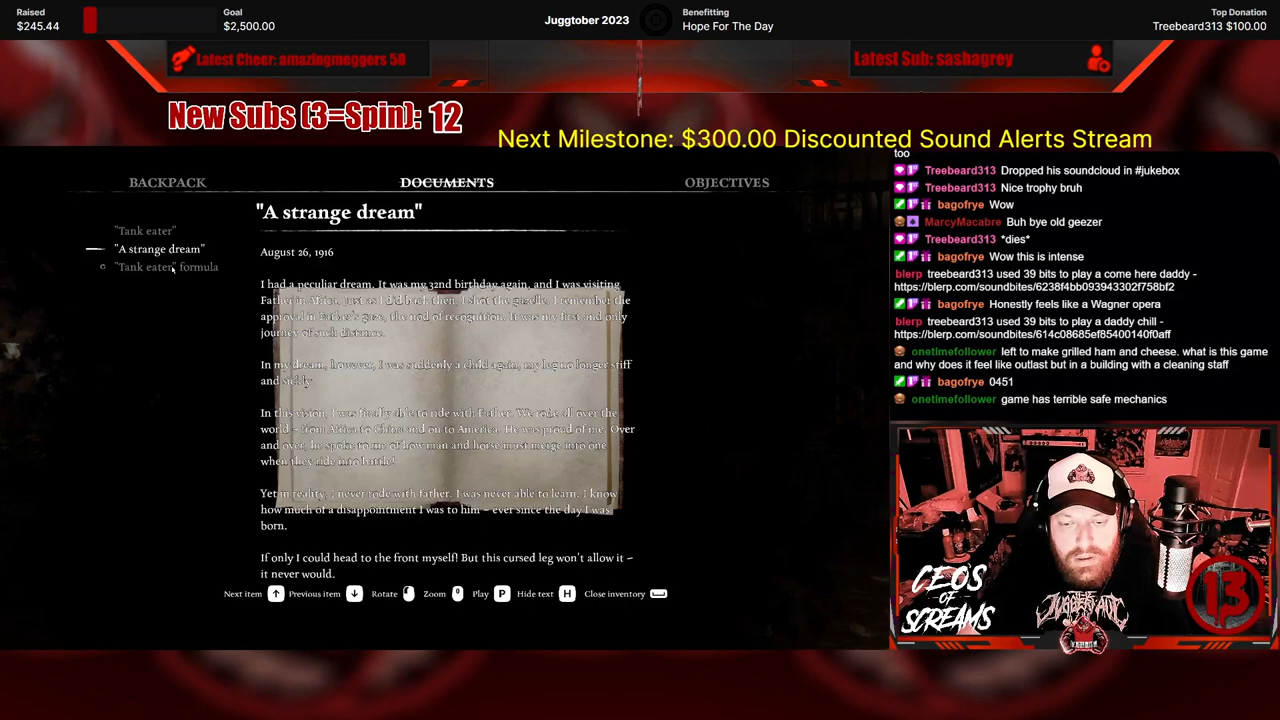 Raised
$245.44
Goal
$2,500.00
Juggtober 2023
Benefitting
Hope For The Day
Top Donation
Treebeard313 $100.00
Latest Cheer: amazingmeggers 50
Latest Sub: sashagrey
New Subs (3=Spin): 12
Next Milestone: $300.00 Discounted Sound Alerts Stream
BACKPACK
DOCUMENTS
OBJECTIVES
"Tank eater"
"A strange dream"
"Tank eater" formula
"A strange dream"
August 26, 1916
I had a peculiar dream. It was my 32nd birthday again, and I was visiting
Father in Africa, just as I did back then. I shot the gazelle. I remember the
approval in Father's gaze, the nod of recognition. It was my first and only
journey of such distance.
In my dream, however, I was suddenly a child again, my leg no longer stiff
and sickly.
In this vision, I was finally able to ride with Father. We rode all over the
world – from Africa to China and on to America. He was proud of me. Over
and over, he spoke to me of how man and horse must merge into one
when they ride into battle!
Yet in reality, I never rode with Father. I was never able to learn. I know
how much of a disappointment I was to him – ever since the day I was
born.
If only I could head to the front myself! But this cursed leg won't allow it –
it never would.
Next item
Previous item
Rotate
Zoom
Play P
Hide text H
Close inventory
too
Treebeard313 Dropped his soundcloud in #jukebox
Treebeard313 Nice trophy bruh
bagofrye Wow
MarcyMacabre Buh bye old geezer
Treebeard313 *dies*
bagofrye Wow this is intense
blerp treebeard313 used 39 bits to play a come here daddy -
https://blerp.com/soundbites/6238f4bb093943302f758bf2
bagofrye Honestly feels like a Wagner opera
blerp treebeard313 used 39 bits to play a daddy chill -
https://blerp.com/soundbites/614c08685ef85400140f0aff
onetimefollower left to make grilled ham and cheese. what is this game
and why does it feel like outlast but in a building with a cleaning staff
bagofrye 0451
onetimefollower game has terrible safe mechanics
CEOS
OF
SCREAMS
THE
JUGGERNAUT
13